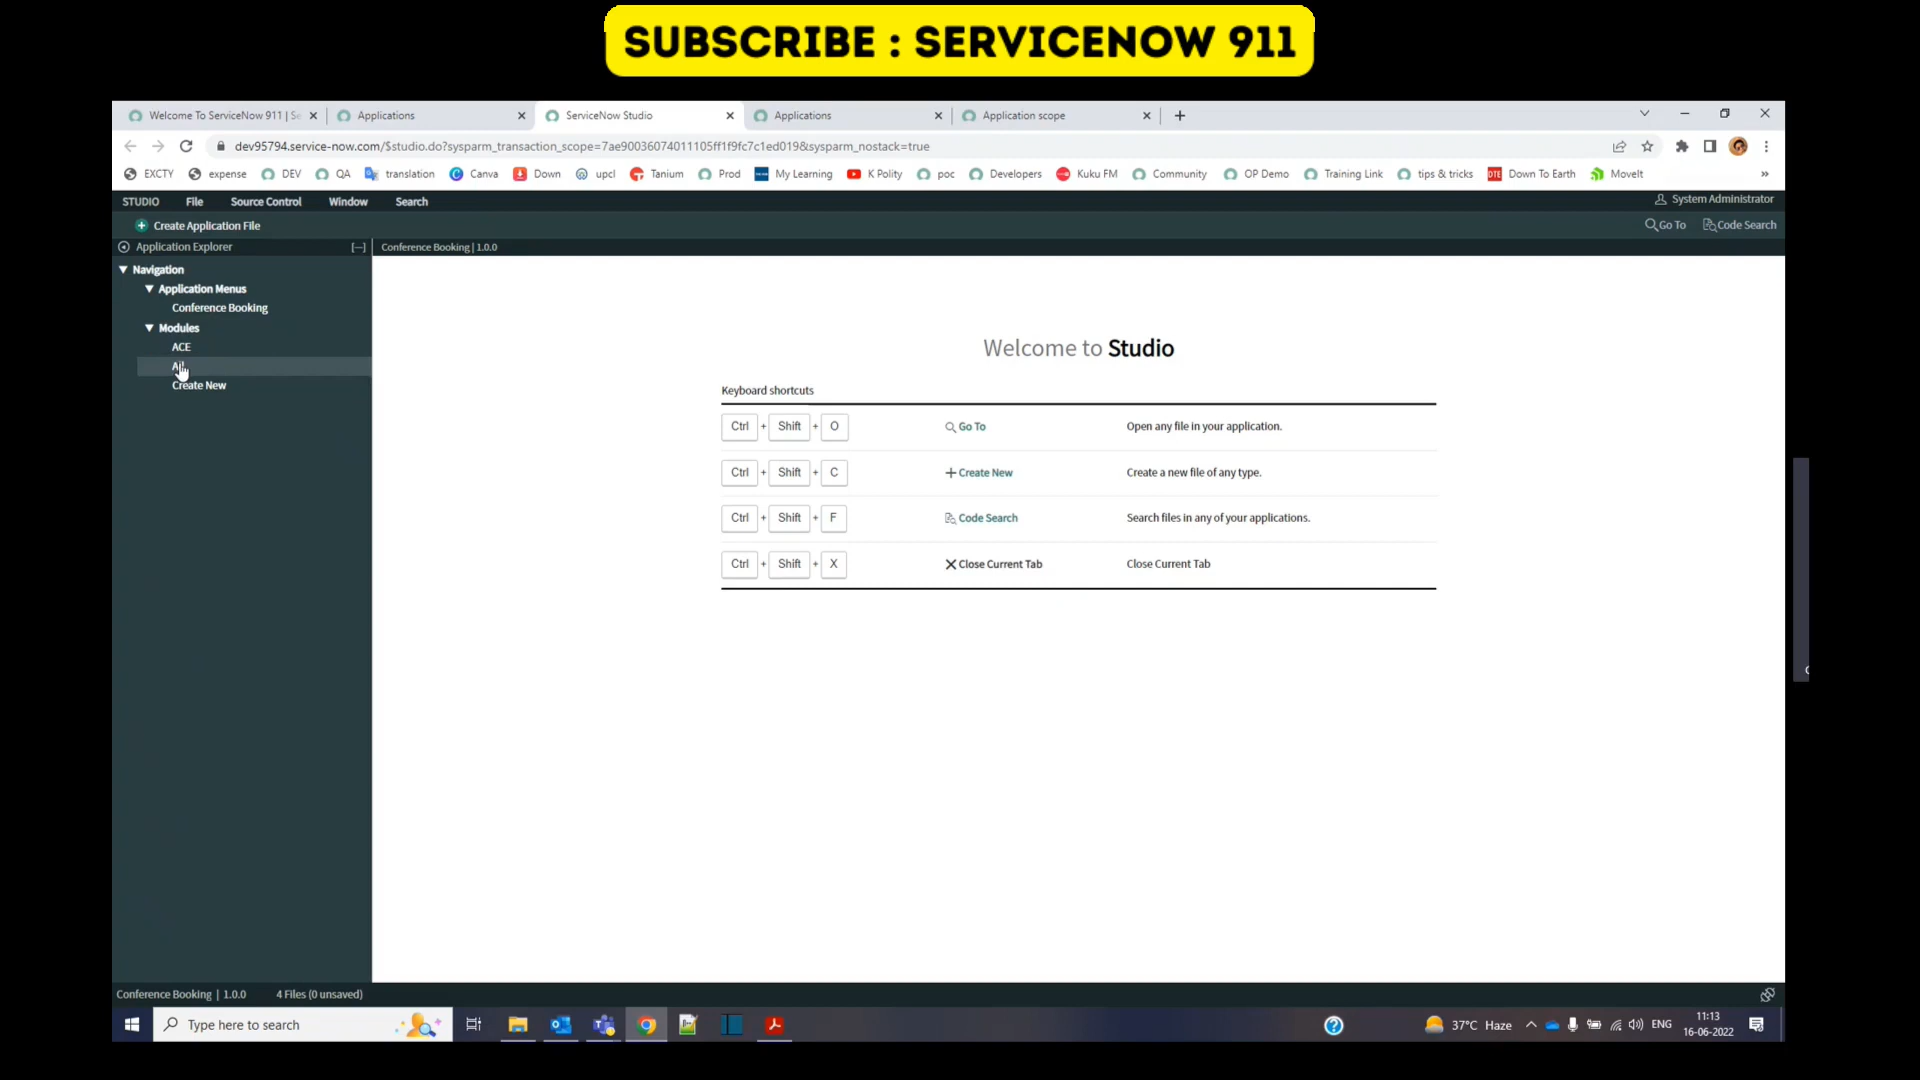 SUBSCRIBE : SERVICENOW 911
Welcome To ServiceNow 911 | Se
Applications
ServiceNow Studio
Applications
Application scope
dev95794.service-now.com/$studio.do?sysparm_transaction_scope=7ae90036074011105ff1f9fc7c1ed019&sysparm_nostack=true
EXCTY expense DEV QA translation Canva Down upcl Tanium Prod My Learning K Polity poc Developers Kuku FM Community OP Demo Training Link tips & tricks DTE Down To Earth MoveIt »
STUDIO File Source Control Window Search
System Administrator
Create Application File
Go To Code Search
Application Explorer [—]
Conference Booking | 1.0.0
Navigation
Application Menus
Conference Booking
Modules
ACE
All
Create New
Welcome to Studio
Keyboard shortcuts
Ctrl + Shift + O Go To Open any file in your application.
Ctrl + Shift + C Create New Create a new file of any type.
Ctrl + Shift + F Code Search Search files in any of your applications.
Ctrl + Shift + X Close Current Tab Close Current Tab
Conference Booking | 1.0.0 4 Files (0 unsaved)
Type here to search
37°C Haze
ENG
11:13
16-06-2022